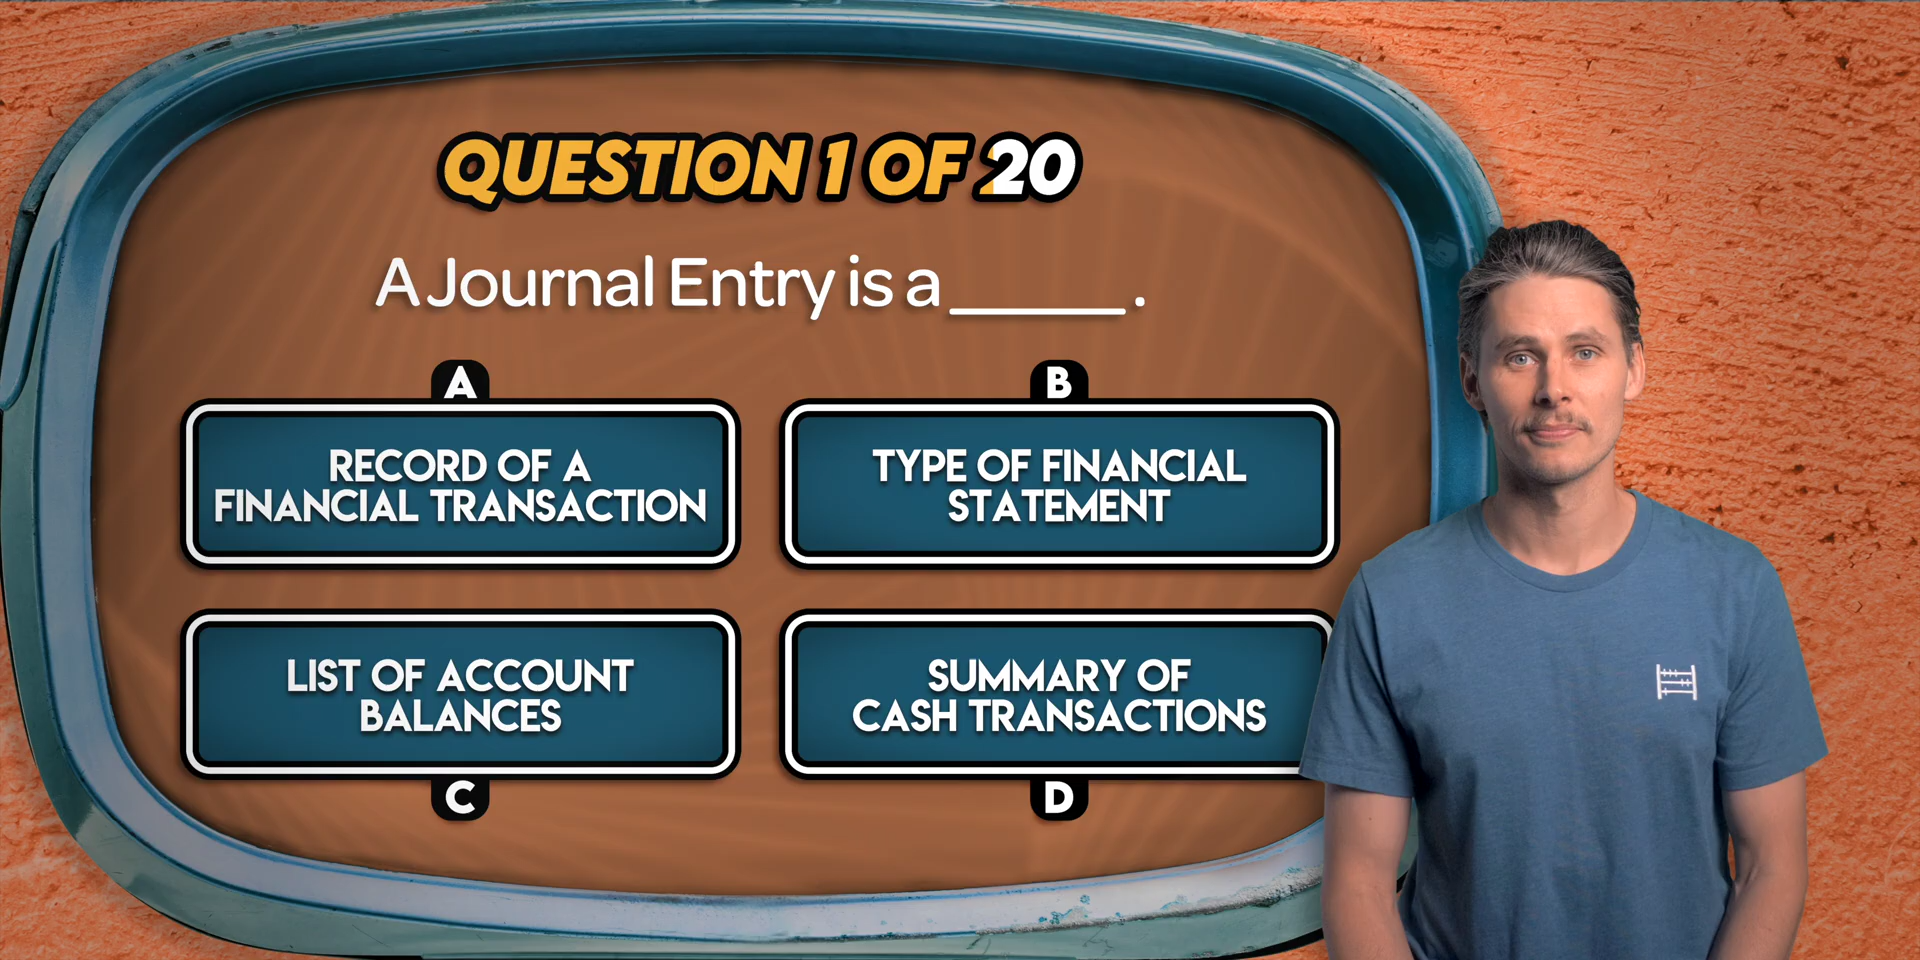 QUESTION 1 OF 20
A Journal Entry is a ______.
A
RECORD OF A
FINANCIAL TRANSACTION
B
TYPE OF FINANCIAL
STATEMENT
LIST OF ACCOUNT
BALANCES
C
SUMMARY OF
CASH TRANSACTIONS
D